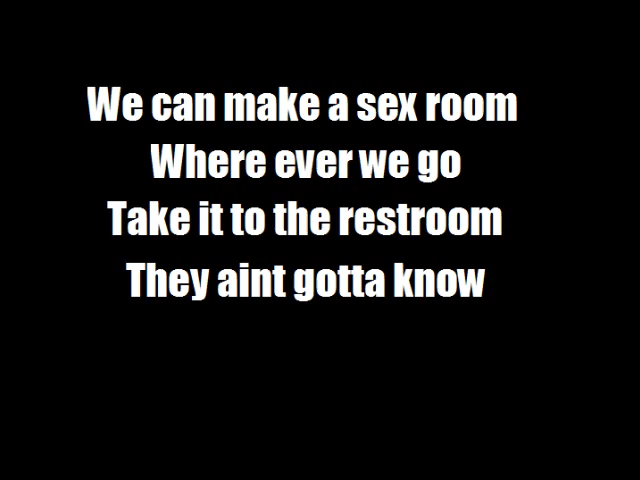 We can make a sex room
Where ever we go
Take it to the restroom
They aint gotta know